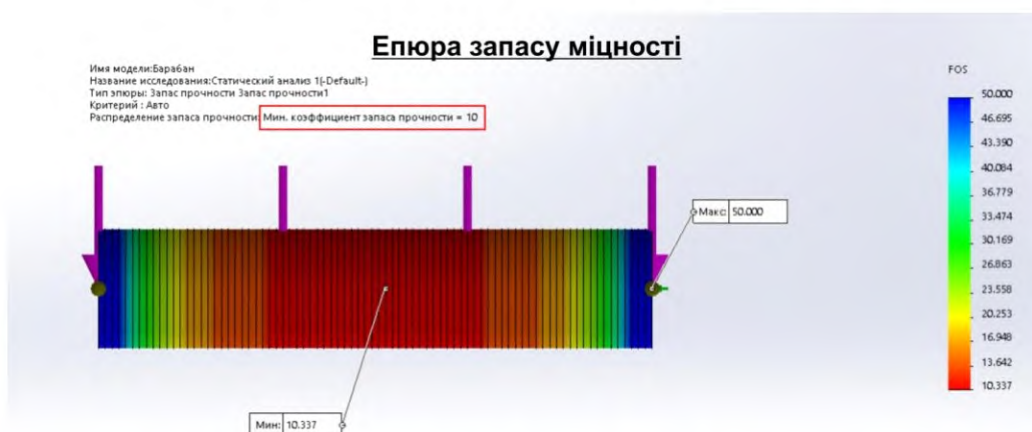 Епюра запасу міцності
Имя модели:Барабан
Название исследования:Статический анализ 1(-Default-)
Тип эпюры: Запас прочности Запас прочности1
Критерий : Авто
Распределение запаса прочности: Мин. коэффициент запаса прочности = 10
FOS
50.000
46.695
43.390
40.084
36.779
33.474
30.169
26.863
23.558
20.253
16.948
13.642
10.337
Макс: 50.000
Мин: 10.337